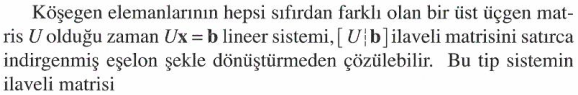 Köşegen elemanlarının hepsi sıfırdan farklı olan bir üst üçgen mat-
ris U olduğu zaman Ux = b lineer sistemi, [ U¦b ] ilaveli matrisini satırca
indirgenmiş eşelon şekle dönüştürmeden çözülebilir. Bu tip sistemin
ilaveli matrisi